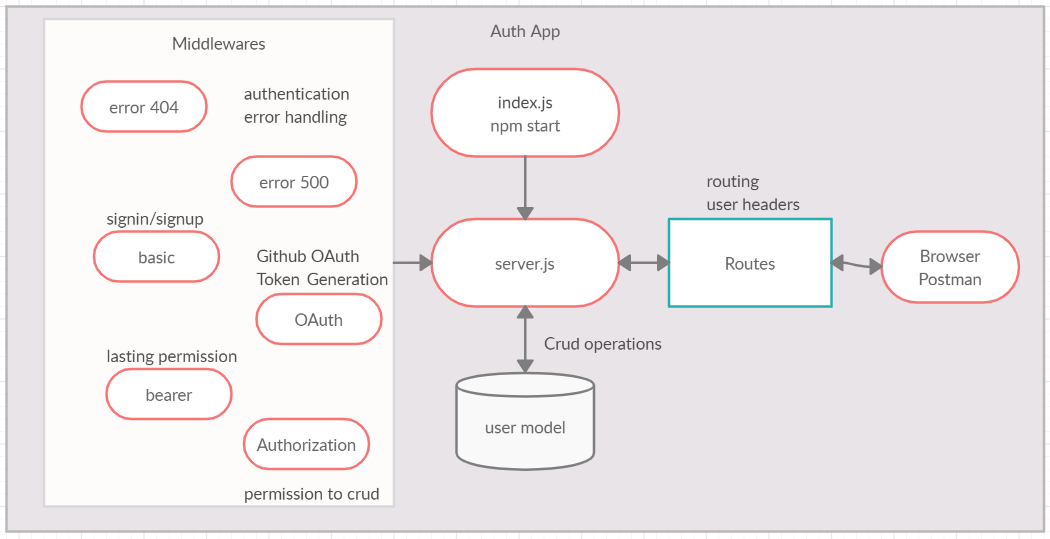 Auth App
Middlewares
error 404
authentication
error handling
error 500
signin/signup
basic
Github OAuth
Token Generation
OAuth
lasting permission
bearer
Authorization
permission to crud
index.js
npm start
server.js
Crud operations
user model
routing
user headers
Routes
Browser
Postman